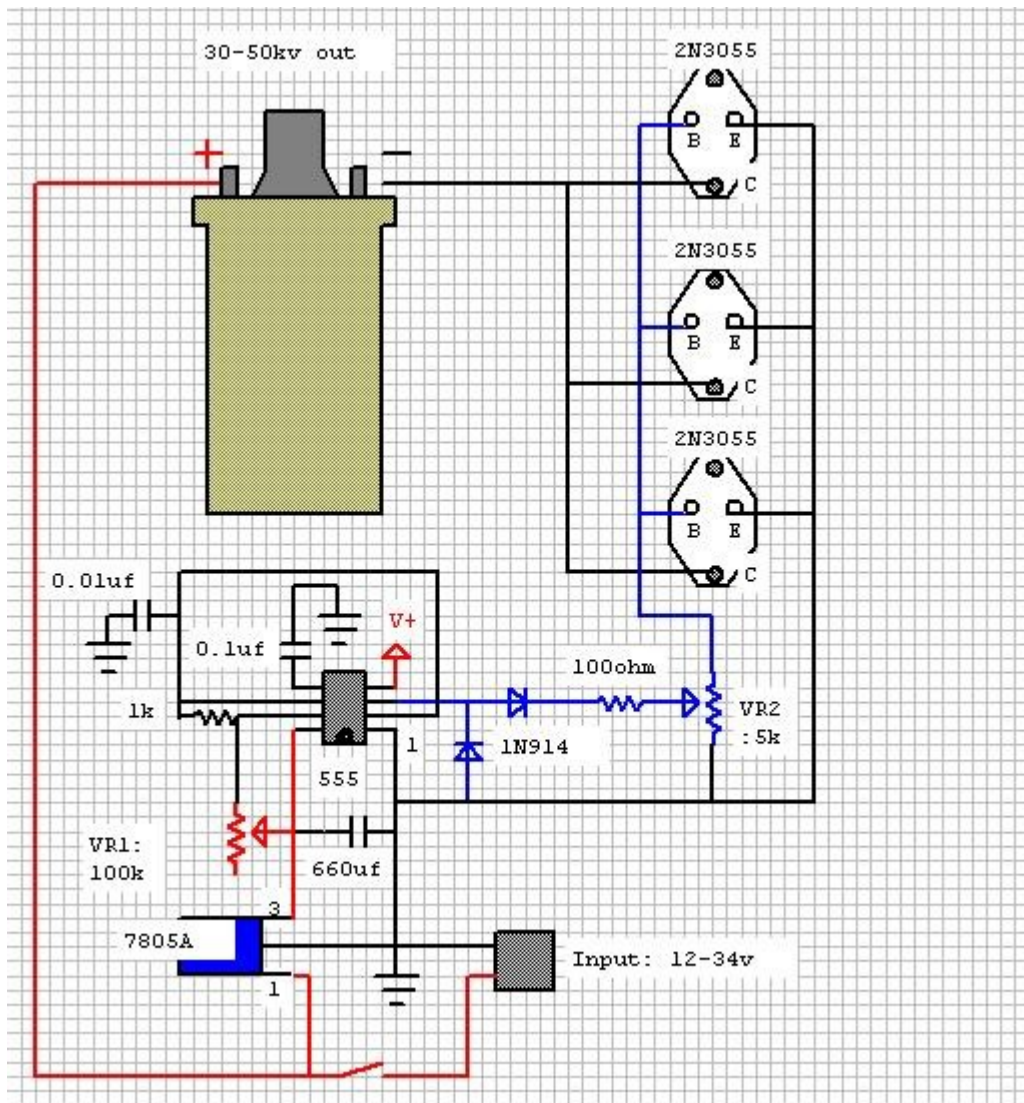 30-50kv out
2N3055
+
—
B E
C
2N3055
B E
C
2N3055
B E
C
0.01uf
V+
0.1uf
100ohm
1k
VR2
:5k
1
1N914
555
VR1:
100k
660uf
3
7805A
Input: 12-34v
1